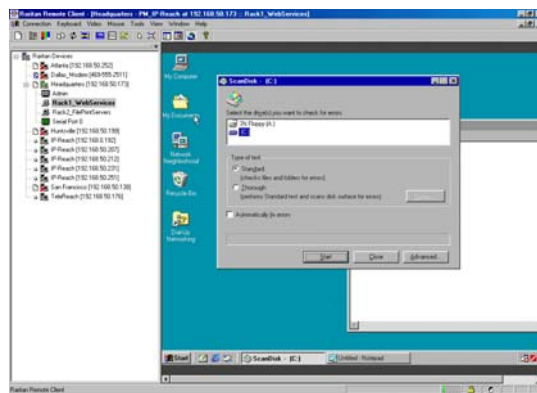 Raritan Remote Client - [Headquarters - PM_IP-Reach at 192.168.50.173 :: Rack1_WebServices]
Connection Keyboard Video Mouse Tools View Window Help
Raritan Devices
Atlanta [192.168.50.252]
Dallas_Modem [469-555-2511]
Headquarters [192.168.50.173]
Admin
Rack1_WebServices
Rack2_FilePrintServers
Serial Port 0
Huntsville [192.168.50.198]
IP-Reach [192.168.0.192]
IP-Reach [192.168.50.207]
IP-Reach [192.168.50.212]
IP-Reach [192.168.50.231]
IP-Reach [192.168.50.251]
San Francisco [192.168.50.138]
TeleReach [192.168.50.176]
My Computer
My Documents
Network
Neighborhood
Recycle Bin
Dial-Up
Networking
ScanDisk - (C:)
Select the drive(s) you want to check for errors:
3½ Floppy (A:)
(C:)
Type of test
Standard
(checks files and folders for errors)
Thorough
(performs Standard test and scans disk surface for errors)
Automatically fix errors
Start Close Advanced...
Start ScanDisk - (C:) Untitled - Notepad
Raritan Remote Client